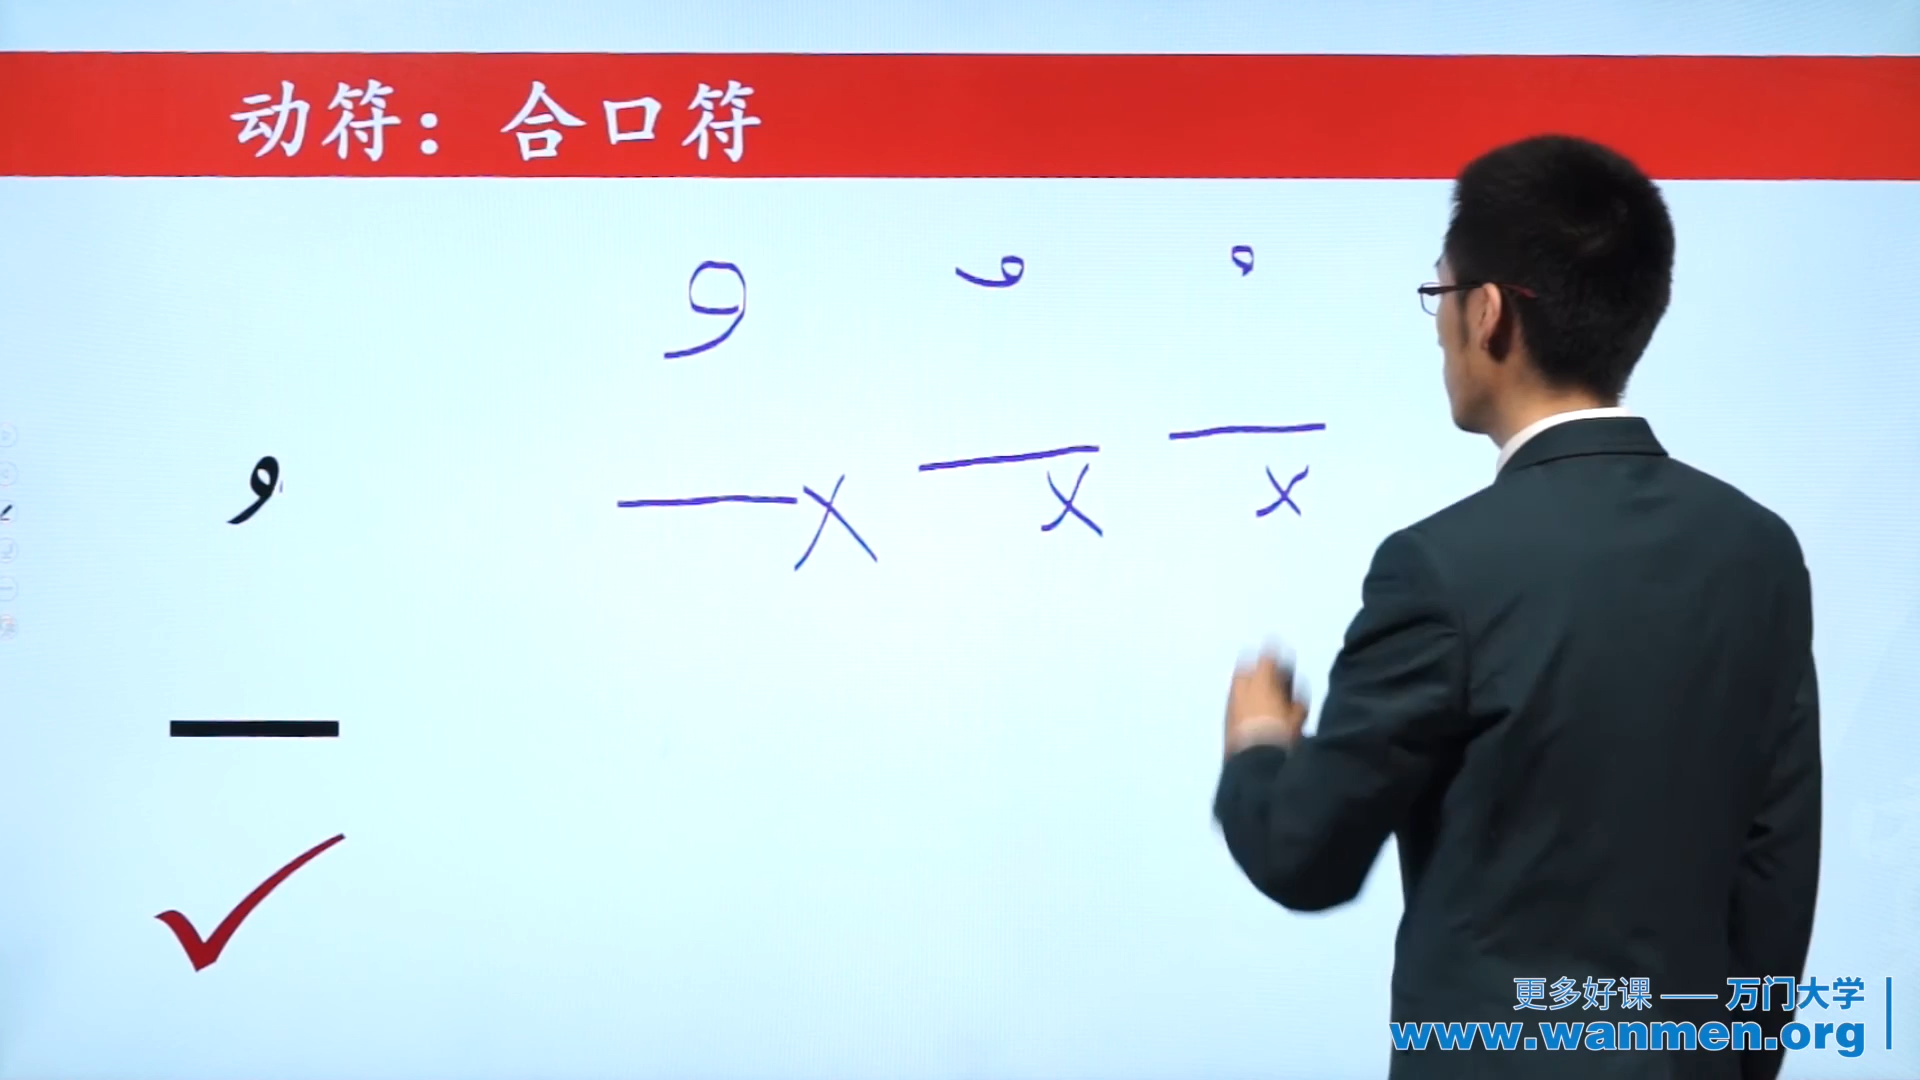 动符：合口符
و
و و و
x x x
更多好课 —— 万门大学
www.wanmen.org